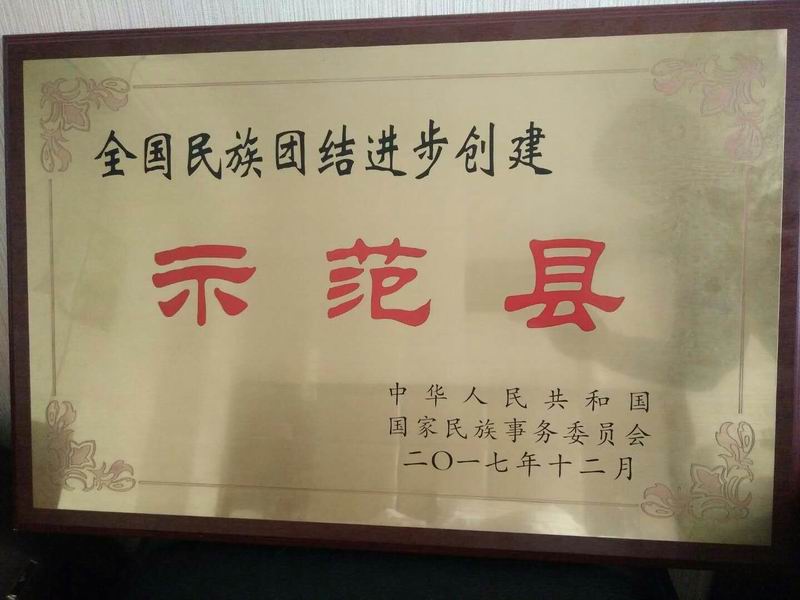 全国民族团结进步创建
示范县
中华人民共和国
国家民族事务委员会
二〇一七年十二月